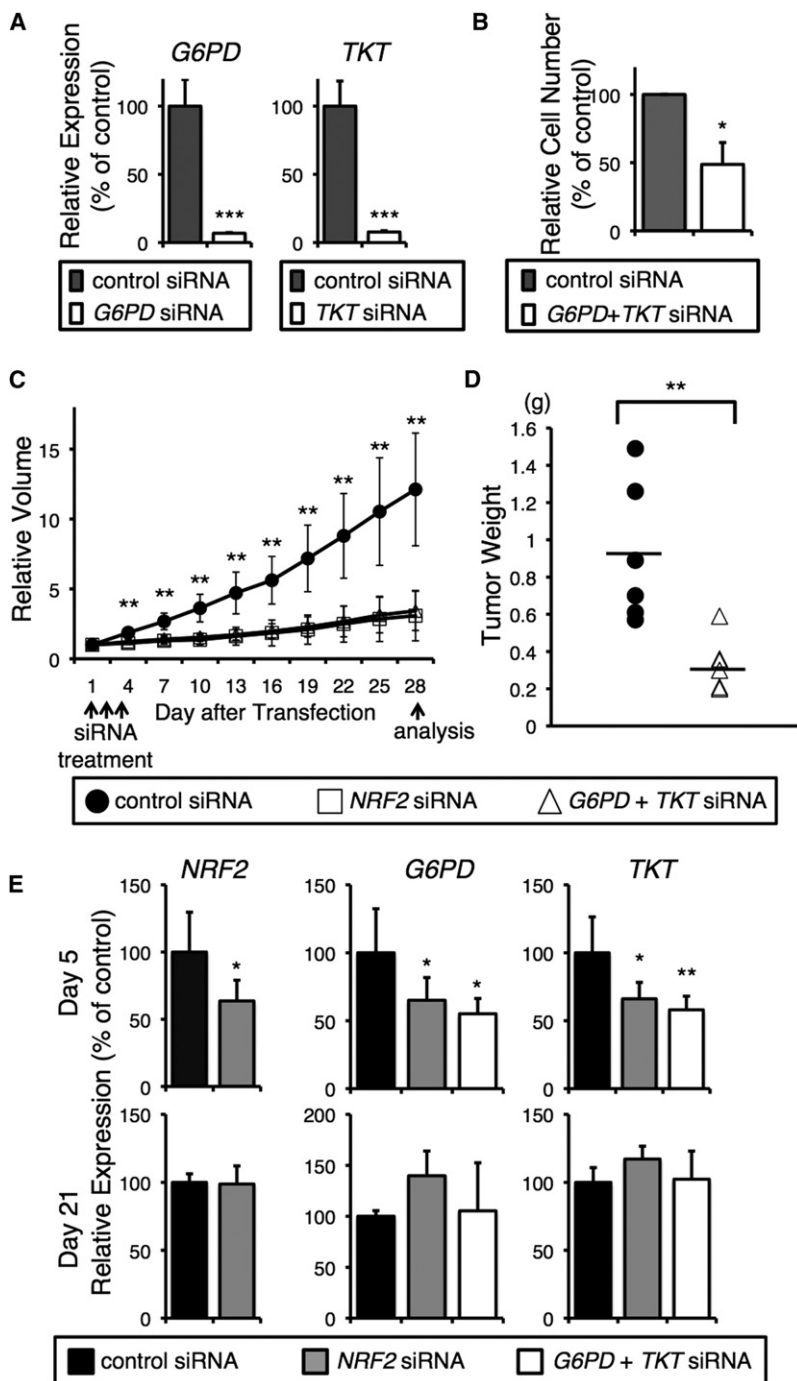 A
G6PD
TKT
Relative Expression
(% of control)
100
50
0
***
100
50
0
***
control siRNA
G6PD siRNA
control siRNA
TKT siRNA
B
Relative Cell Number
(% of control)
100
50
0
*
control siRNA
G6PD+TKT siRNA
C
Relative Volume
15
10
5
0
** ** ** ** ** ** ** ** **
1 4 7 10 13 16 19 22 25 28
Day after Transfection
siRNA
treatment
analysis
D
(g)
**
Tumor Weight
1.6
1.4
1.2
1
0.8
0.6
0.4
0.2
0
control siRNA
NRF2 siRNA
G6PD + TKT siRNA
E
NRF2
G6PD
TKT
Day 5
Day 21
Relative Expression (% of control)
150
100
50
0
*
150
100
50
0
* *
150
100
50
0
* **
150
100
50
0
200
150
100
50
0
150
100
50
0
control siRNA
NRF2 siRNA
G6PD + TKT siRNA